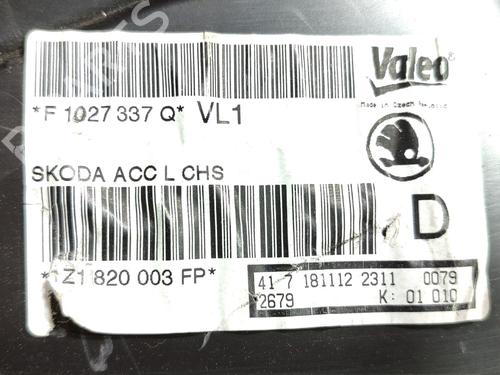 Valeo
Made in Czech Republic
*F 1027 337 Q* VL1
SKODA ACC L CHS
D
*1Z1 820 003 FP*
41 7 181112 2311 0079
2679 K: 01 010